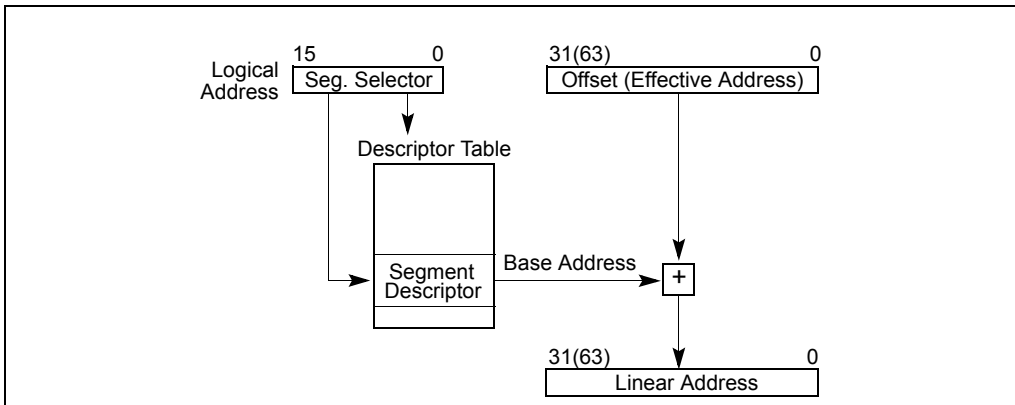 15 0
31(63) 0
Logical
Address
Seg. Selector
Offset (Effective Address)
Descriptor Table
Segment
Descriptor
Base Address
+
31(63) 0
Linear Address